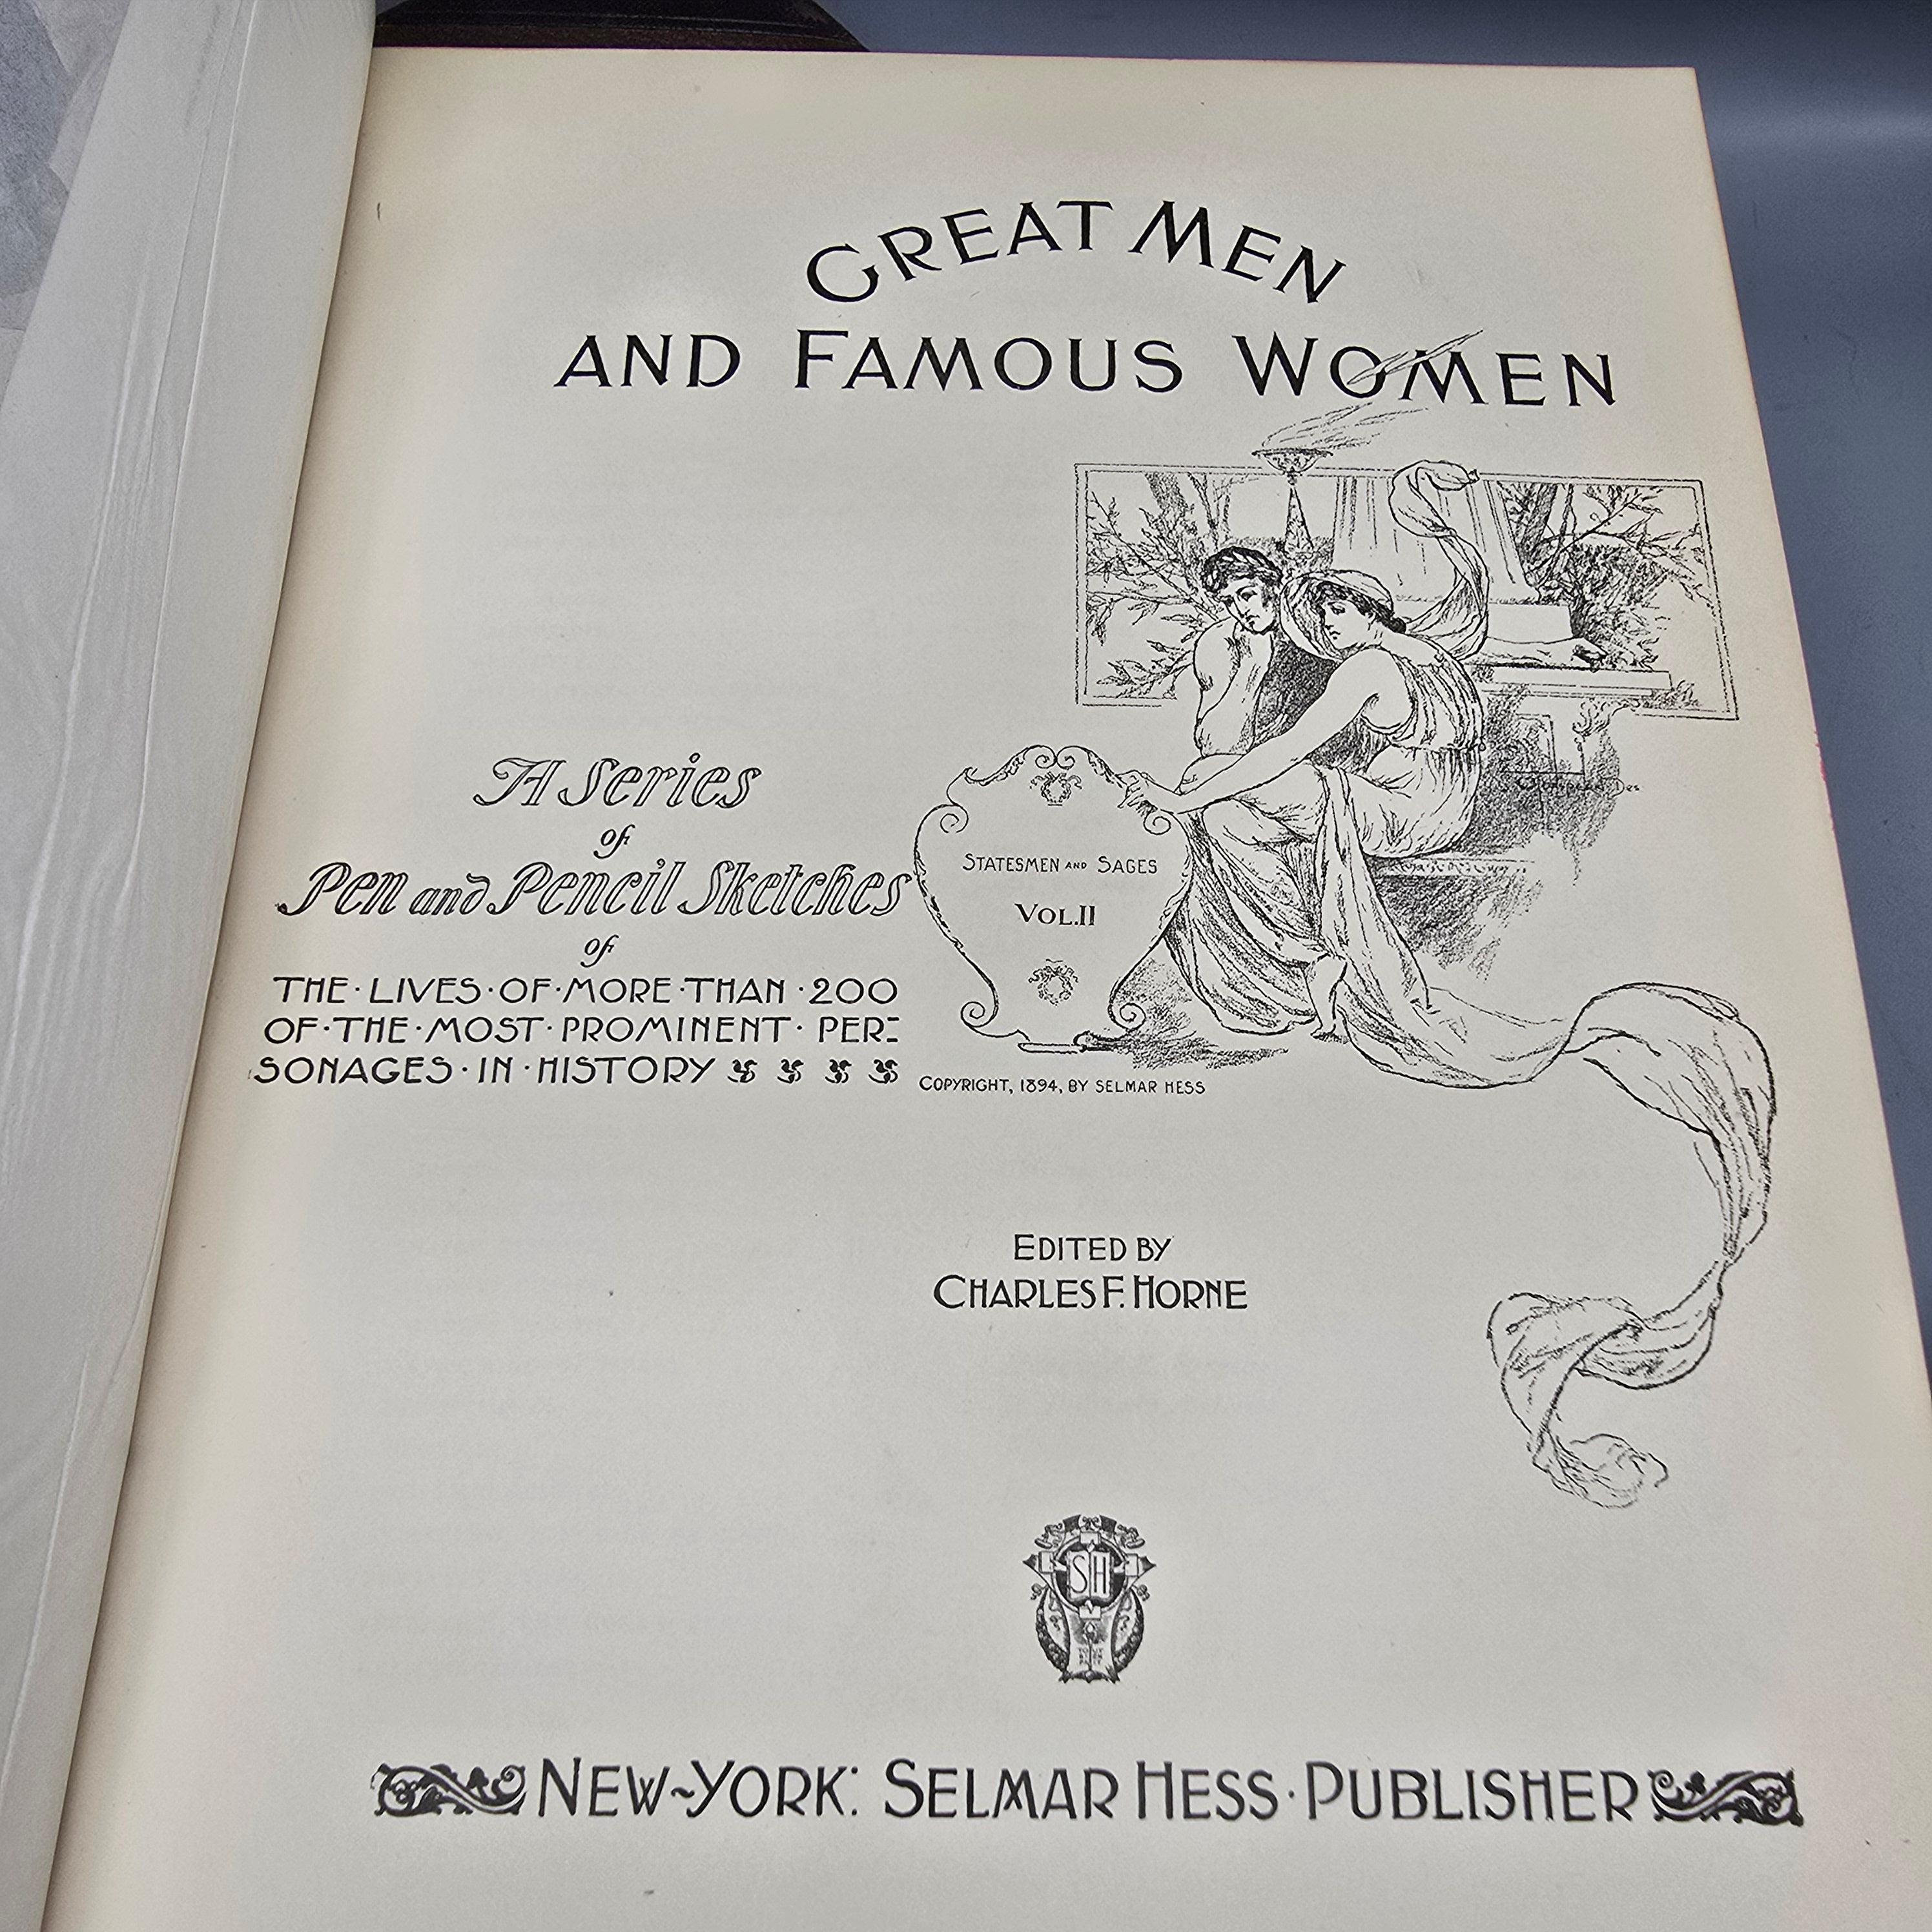 GREAT MEN
AND FAMOUS WOMEN
A Series
of
Pen and Pencil Sketches
of
THE·LIVES·OF·MORE·THAN·200
OF·THE·MOST·PROMINENT·PER-
SONAGES·IN·HISTORY
STATESMEN AND SAGES
VOL.II
COPYRIGHT, 1894, BY SELMAR HESS
EDITED BY
CHARLES F. HORNE
SH
NEW-YORK: SELMAR HESS·PUBLISHER